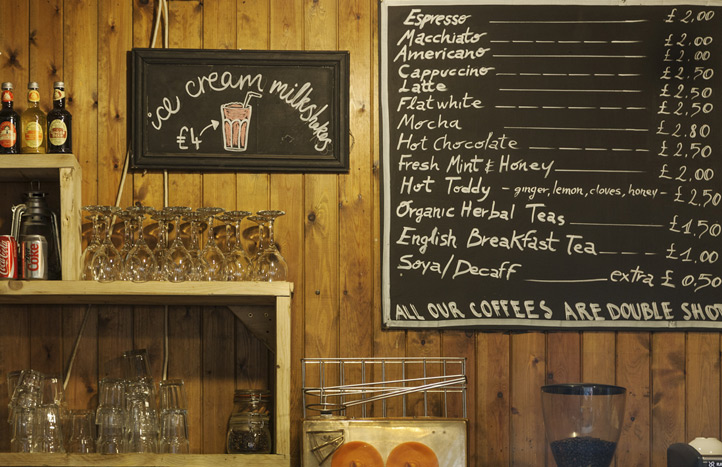 ice cream milkshakes
£4
Espresso £2,00
Macchiato £2,00
Americano £2,00
Cappuccino £2,50
Latte £2,50
Flat white £2,50
Mocha £2,80
Hot Chocolate £2,50
Fresh Mint & Honey £2,00
Hot Toddy - ginger, lemon, cloves, honey - £2,50
Organic Herbal Teas £1,50
English Breakfast Tea £1,00
Soya/Decaff extra £0,50
ALL OUR COFFEES ARE DOUBLE SHOT
Coke